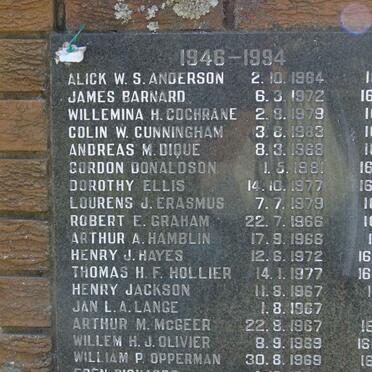 1946-1994
ALICK W. S. ANDERSON 2. 10. 1984
JAMES BARNARD 6. 3. 1972
WILLEMINA H. COCHRANE 2. 9. 1979
COLIN W. CUNNINGHAM 3. 6. 1983
ANDREAS M. DIQUE 8. 3. 1968
GORDON DONALDSON 1. 5. 1981
DOROTHY ELLIS 14. 10. 1977
LOURENS J. ERASMUS 7. 7. 1979
ROBERT E. GRAHAM 22. 7. 1966
ARTHUR A. HAMBLIN 17. 9. 1966
HENRY J. HAYES 12. 6. 1972
THOMAS H. F. HOLLIER 14. 1. 1977
HENRY JACKSON 11. 9. 1967
JAN L. A. LANGE 1. 8. 1967
ARTHUR M. McGEER 22. 8. 1967
WILLEM H. J. OLIVIER 8. 9. 1969
WILLIAM P. OPPERMAN 30. 8. 1969